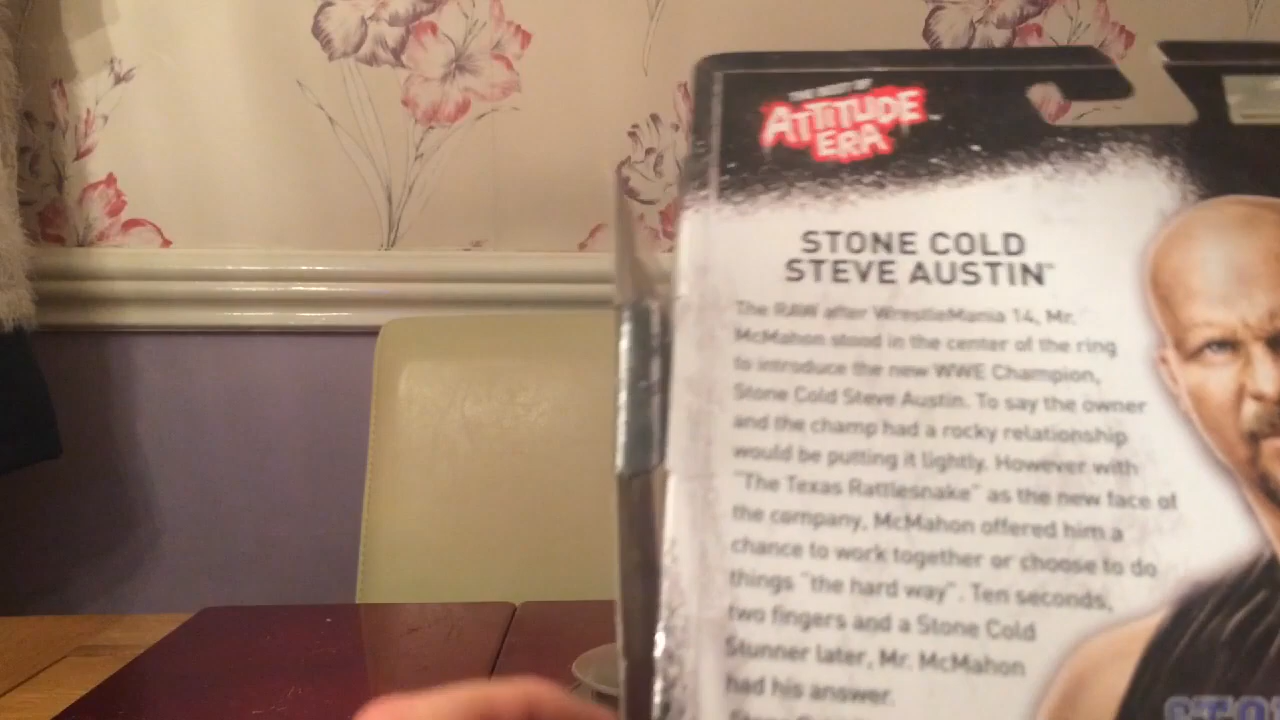 THE BEST OF
ATTITUDE
ERA
STONE COLD
STEVE AUSTIN™
The RAW after WrestleMania 14, Mr.
McMahon stood in the center of the ring
to introduce the new WWE Champion,
Stone Cold Steve Austin. To say the owner
and the champ had a rocky relationship
would be putting it lightly. However with
"The Texas Rattlesnake" as the new face of
the company, McMahon offered him a
chance to work together or choose to do
things "the hard way". Ten seconds,
two fingers and a Stone Cold
Stunner later, Mr. McMahon
had his answer.